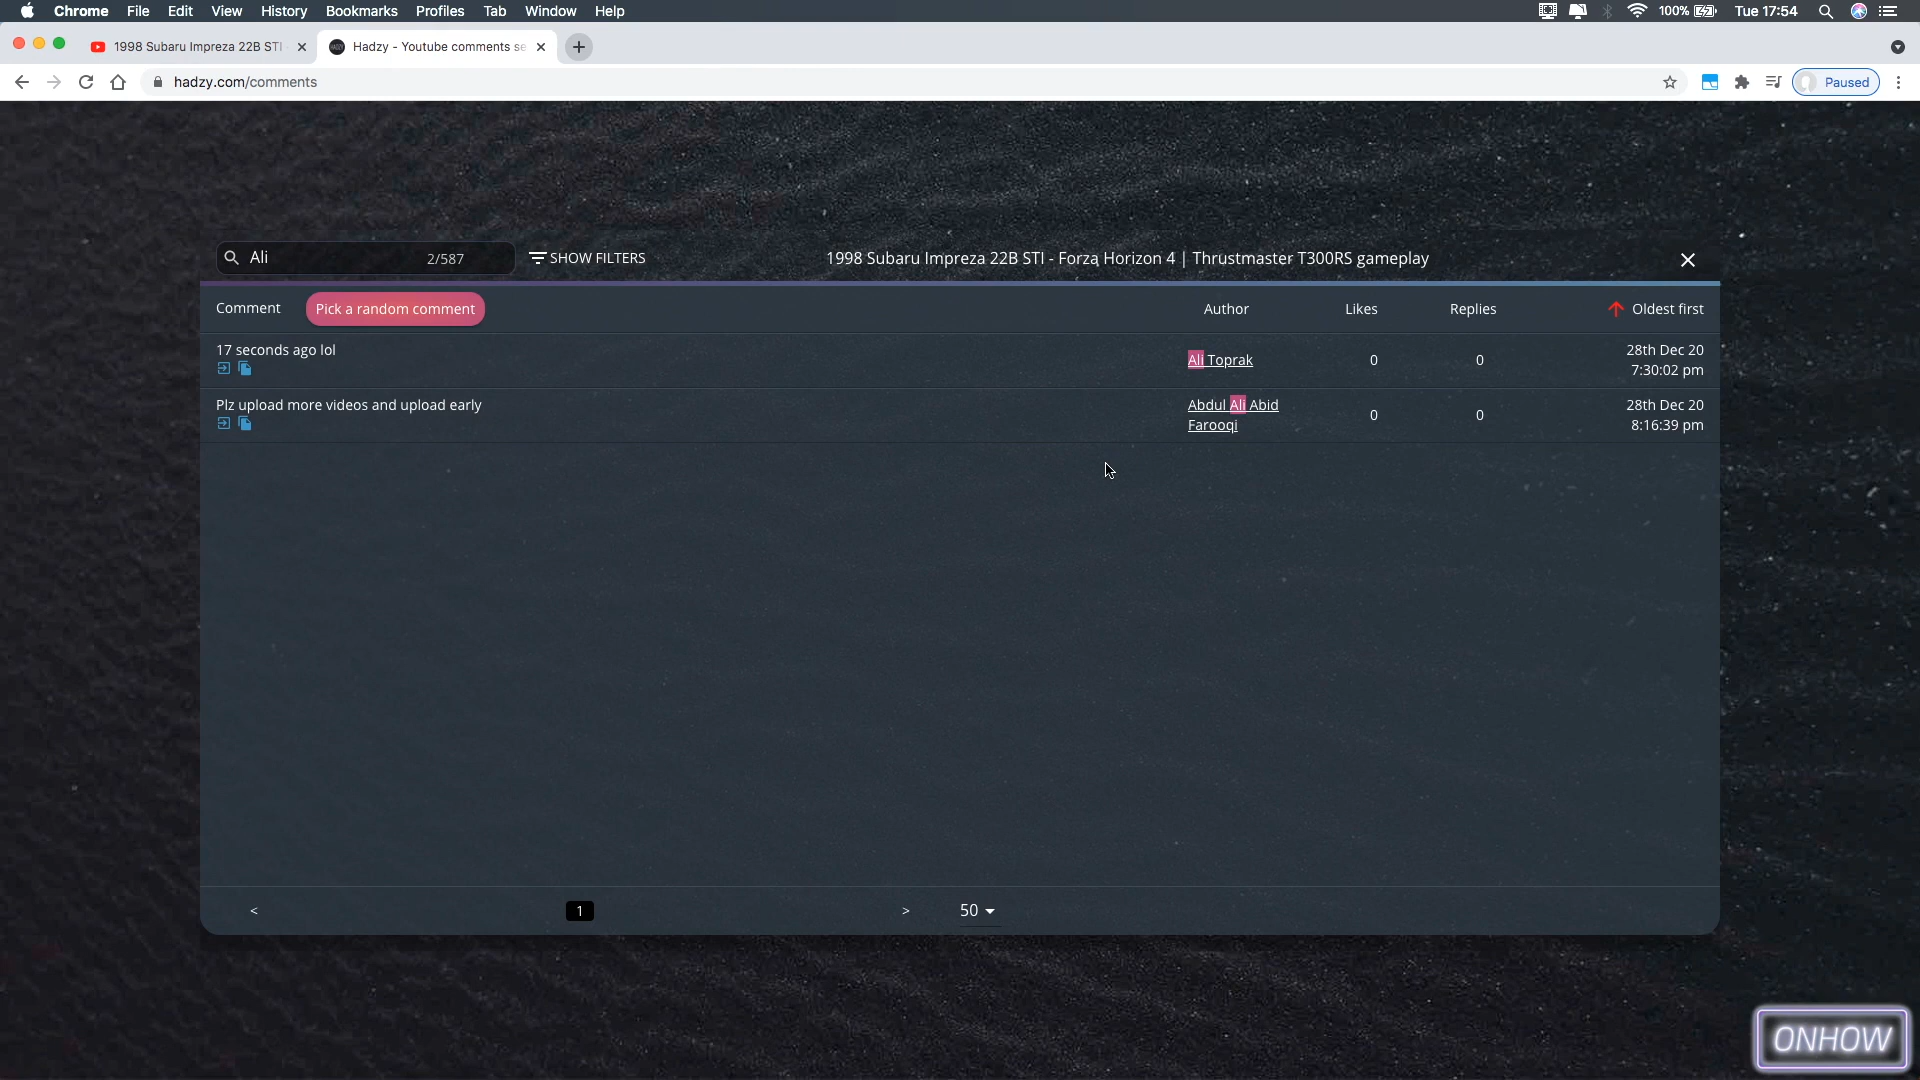 Chrome File Edit View History Bookmarks Profiles Tab Window Help 100% Tue 17:54
1998 Subaru Impreza 22B STI
Hadzy - Youtube comments se
hadzy.com/comments
Paused
Ali 2/587 SHOW FILTERS 1998 Subaru Impreza 22B STI - Forza Horizon 4 | Thrustmaster T300RS gameplay
Comment Pick a random comment Author Likes Replies Oldest first
17 seconds ago lol
Ali Toprak 0 0 28th Dec 20
7:30:02 pm
Plz upload more videos and upload early
Abdul Ali Abid
Farooqi
0 0 28th Dec 20
8:16:39 pm
< 1 > 50
ONHOW